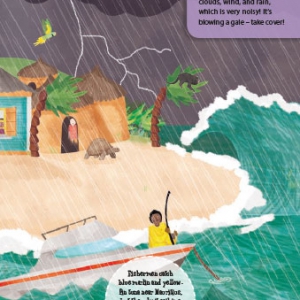 clouds, wind, and rain,
which is very noisy! It's
blowing a gale – take cover!
Fishermen catch
blue marlin and yellow-
fin tuna near Mauritius,